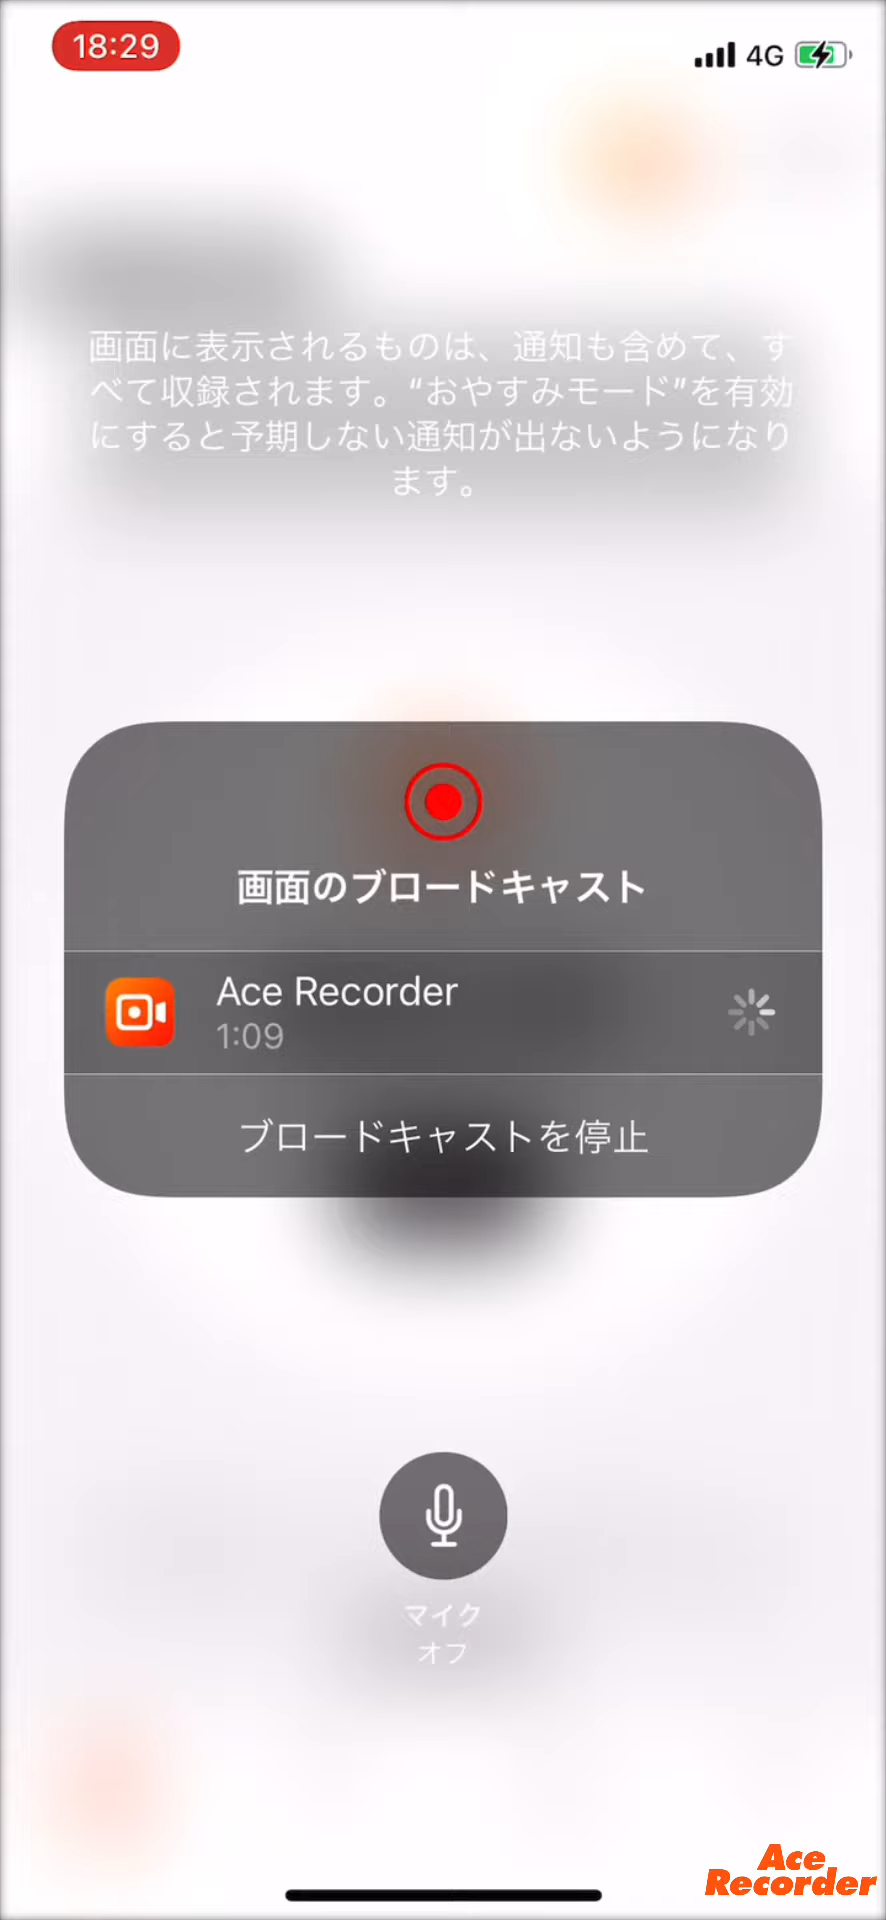 18:29
4G
画面に表示されるものは、通知も含めて、す
べて収録されます。“おやすみモード”を有効
にすると予期しない通知が出ないようになり
ます。
画面のブロードキャスト
Ace Recorder
1:09
ブロードキャストを停止
マイク
オフ
Ace
Recorder